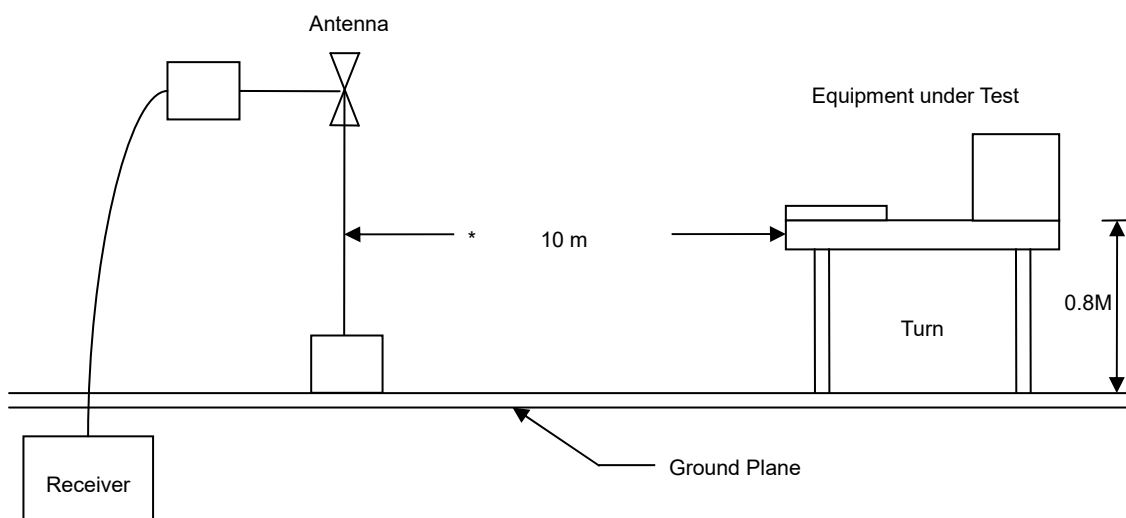 Antenna
Equipment under Test
* 10 m
0.8M
Turn
Ground Plane
Receiver